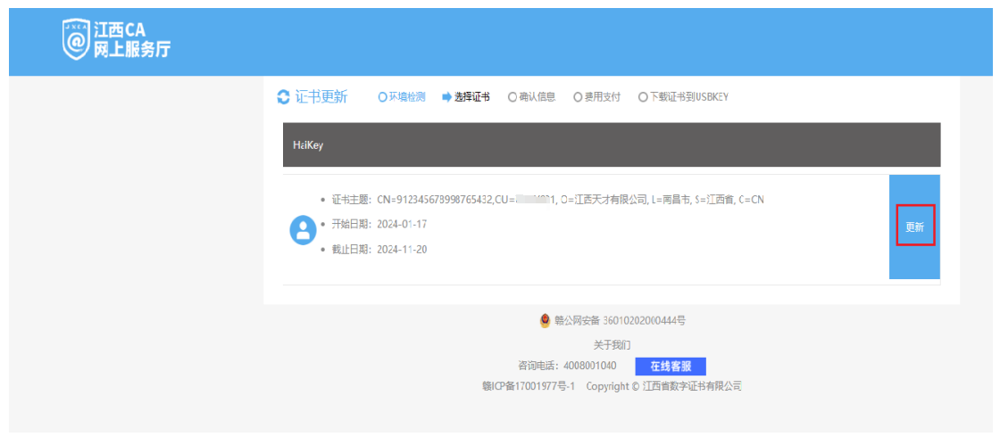 JXCA
江西CA
网上服务厅
证书更新 环境检测 选择证书 确认信息 费用支付 下载证书到USBKEY
HaiKey
证书主题: CN=912345678998765432,CU= 1, O=江西天才有限公司, L=南昌市, S=江西省, C=CN
开始日期: 2024-01-17
截止日期: 2024-11-20
更新
赣公网安备 36010202000444号
关于我们
咨询电话: 4008001040 在线客服
赣ICP备17001977号-1 Copyright © 江西省数字证书有限公司